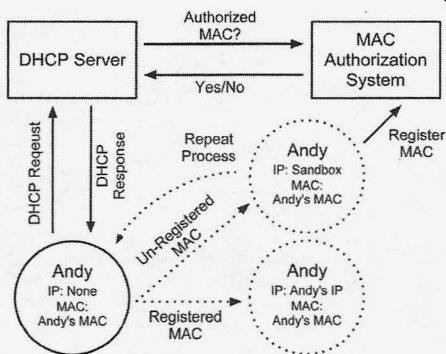 Authorized
MAC?
DHCP Server
MAC
Authorization
System
Yes/No
DHCP Reqeust
DHCP
Response
Repeat
Process
Register
MAC
Andy
IP: Sandbox
MAC:
Andy's MAC
Un-Registered
MAC
Andy
IP: None
MAC:
Andy's MAC
Andy
IP: Andy's IP
MAC:
Andy's MAC
Registered
MAC